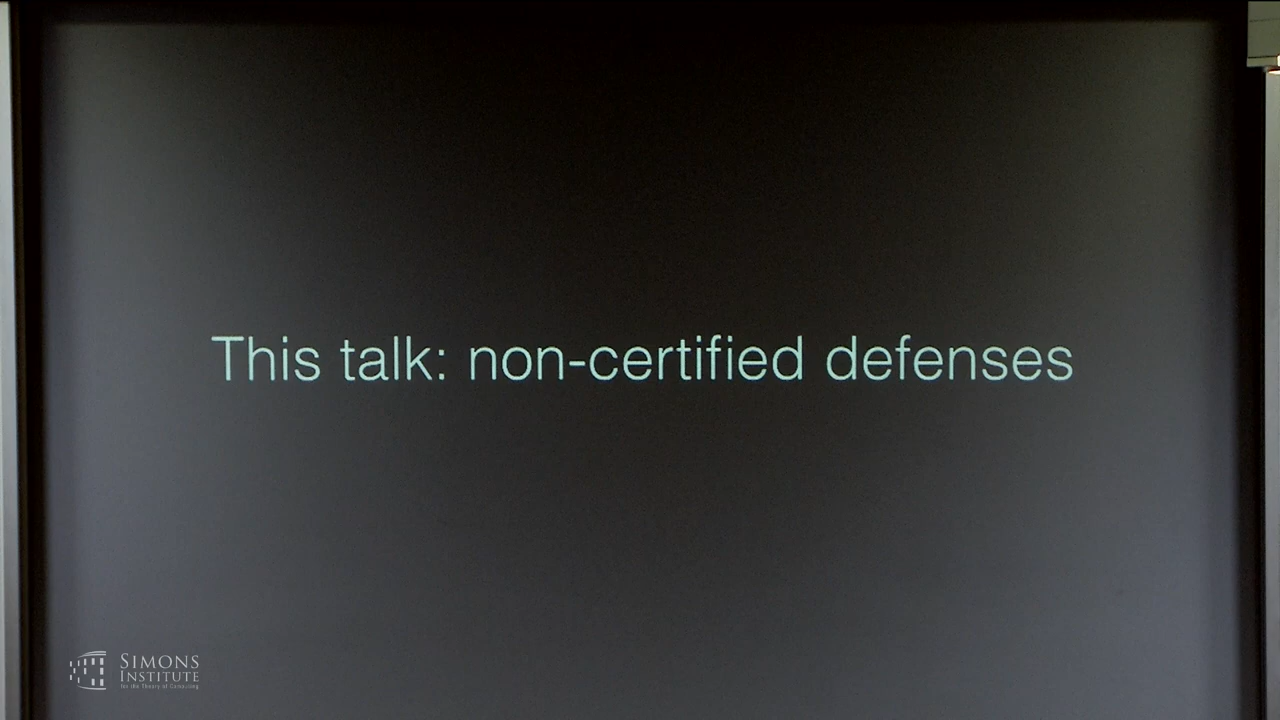 This talk: non-certified defenses
SIMONS
INSTITUTE
for the Theory of Computing